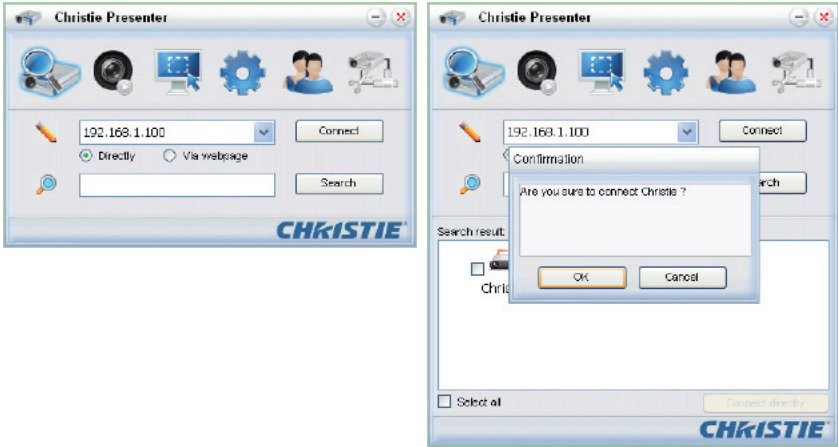 Christie Presenter
192.168.1.100
Connect
Directly
Via webpage
Search
CHRISTIE
Christie Presenter
192.168.1.100
Connect
Confirmation
Are you sure to connect Christie ?
OK
Cancel
Search result
Select all
Connect directly
CHRISTIE